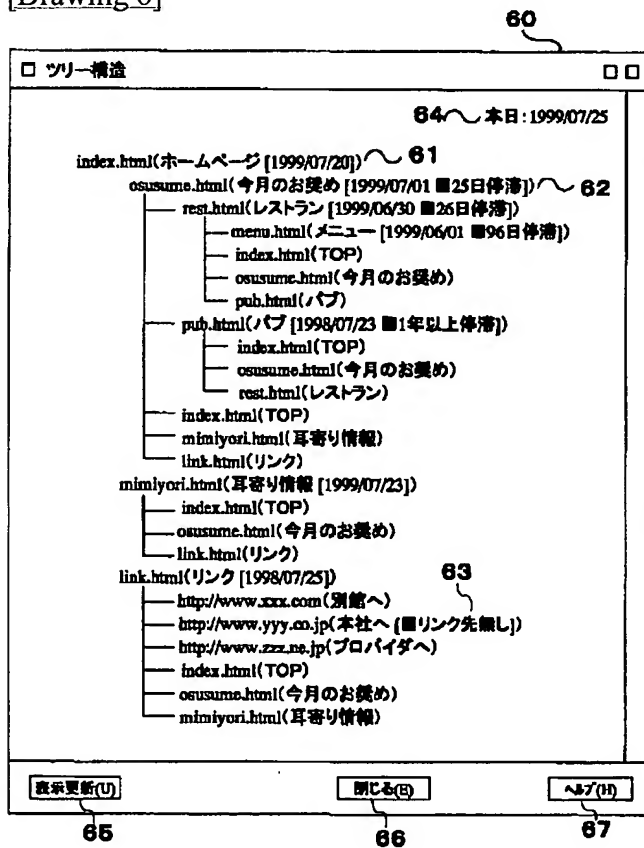 [Drawing 6]
60
ツリー構造
64 本日:1999/07/25
index.html(ホームページ [1999/07/20]) 61
osusume.html(今月のお奨め [1999/07/01 ■25日停滞]) 62
rest.html(レストラン [1999/06/30 ■26日停滞])
menu.html(メニュー [1999/06/01 ■96日停滞])
index.html(TOP)
osusume.html(今月のお奨め)
pub.html(パブ)
pub.html(パブ [1998/07/23 ■1年以上停滞])
index.html(TOP)
osusume.html(今月のお奨め)
rest.html(レストラン)
index.html(TOP)
mimiyori.html(耳寄り情報)
link.html(リンク)
mimiyori.html(耳寄り情報 [1999/07/23])
index.html(TOP)
osusume.html(今月のお奨め)
link.html(リンク)
link.html(リンク [1998/07/25])
63
http://www.xxx.com(別館へ)
http://www.yyy.co.jp(本社へ [■リンク先無し])
http://www.zzz.ne.jp(プロバイダへ)
index.html(TOP)
osusume.html(今月のお奨め)
mimiyori.html(耳寄り情報)
表示更新(U) 閉じる(E) ヘルプ(H)
65 66 67